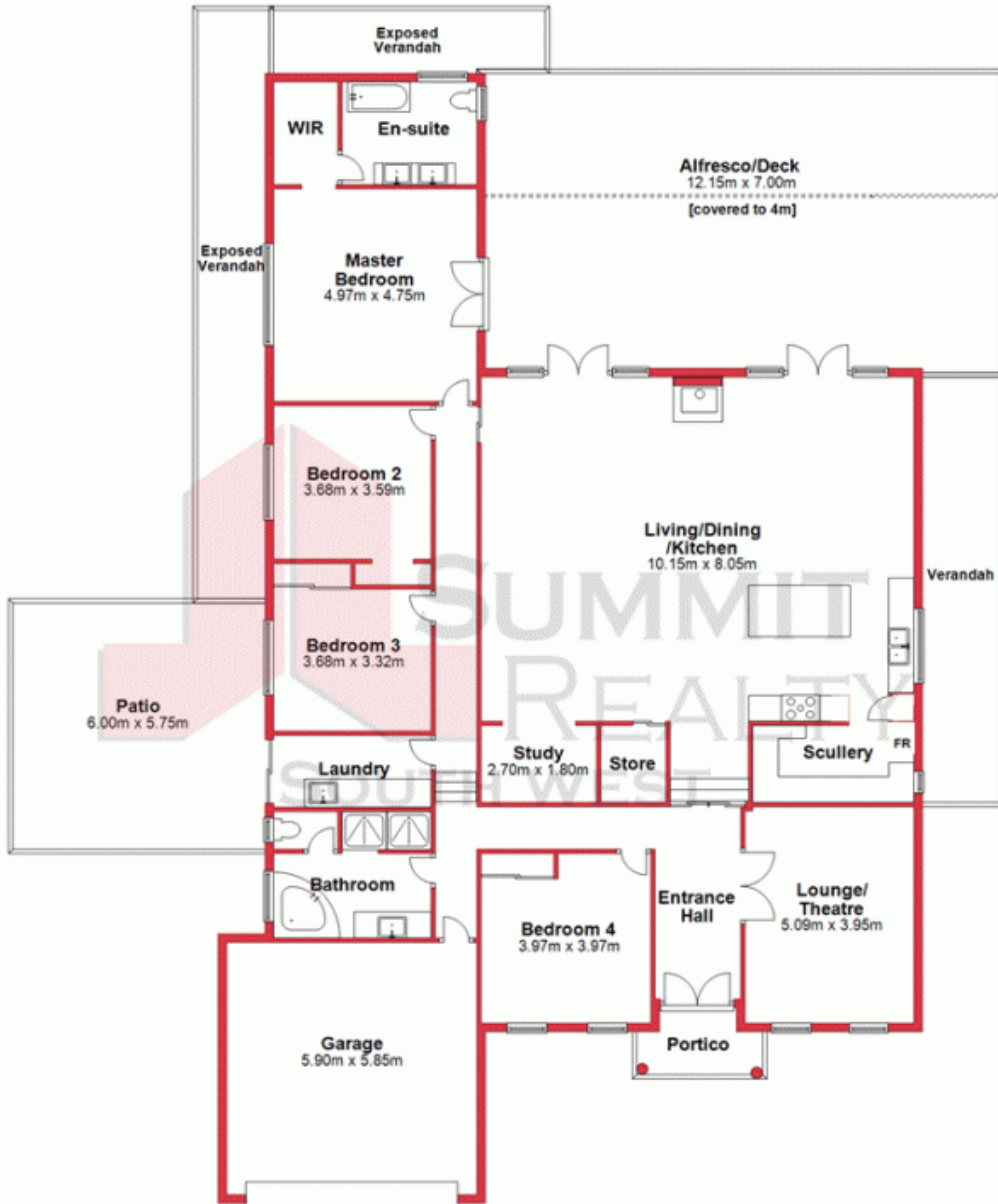 Exposed
Verandah
WIR
En-suite
Alfresco/Deck
12.15m x 7.00m
[covered to 4m]
Exposed
Verandah
Master
Bedroom
4.97m x 4.75m
Bedroom 2
3.68m x 3.59m
Living/Dining
/Kitchen
10.15m x 8.05m
Verandah
SUMMIT
REALTY
SOUTH WEST
Bedroom 3
3.68m x 3.32m
Patio
6.00m x 5.75m
Study
2.70m x 1.80m
Store
Scullery
FR
Laundry
Bathroom
Entrance
Hall
Lounge/
Theatre
5.09m x 3.95m
Bedroom 4
3.97m x 3.97m
Portico
Garage
5.90m x 5.85m